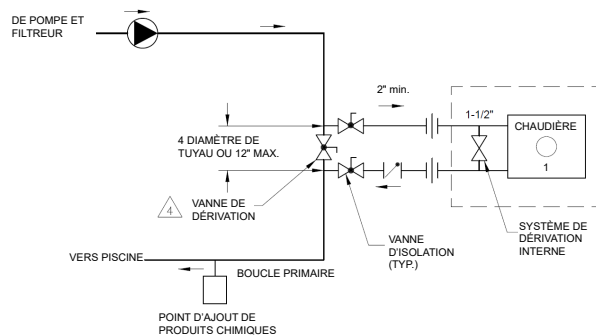 DE POMPE ET
FILTREUR
2" min.
1-1/2"
CHAUDIÈRE
1
4 DIAMÈTRE DE
TUYAU OU 12" MAX.
4
VANNE DE
DÉRIVATION
SYSTÈME DE
DÉRIVATION
INTERNE
VANNE
D'ISOLATION
(TYP.)
VERS PISCINE
BOUCLE PRIMAIRE
POINT D'AJOUT DE
PRODUITS CHIMIQUES